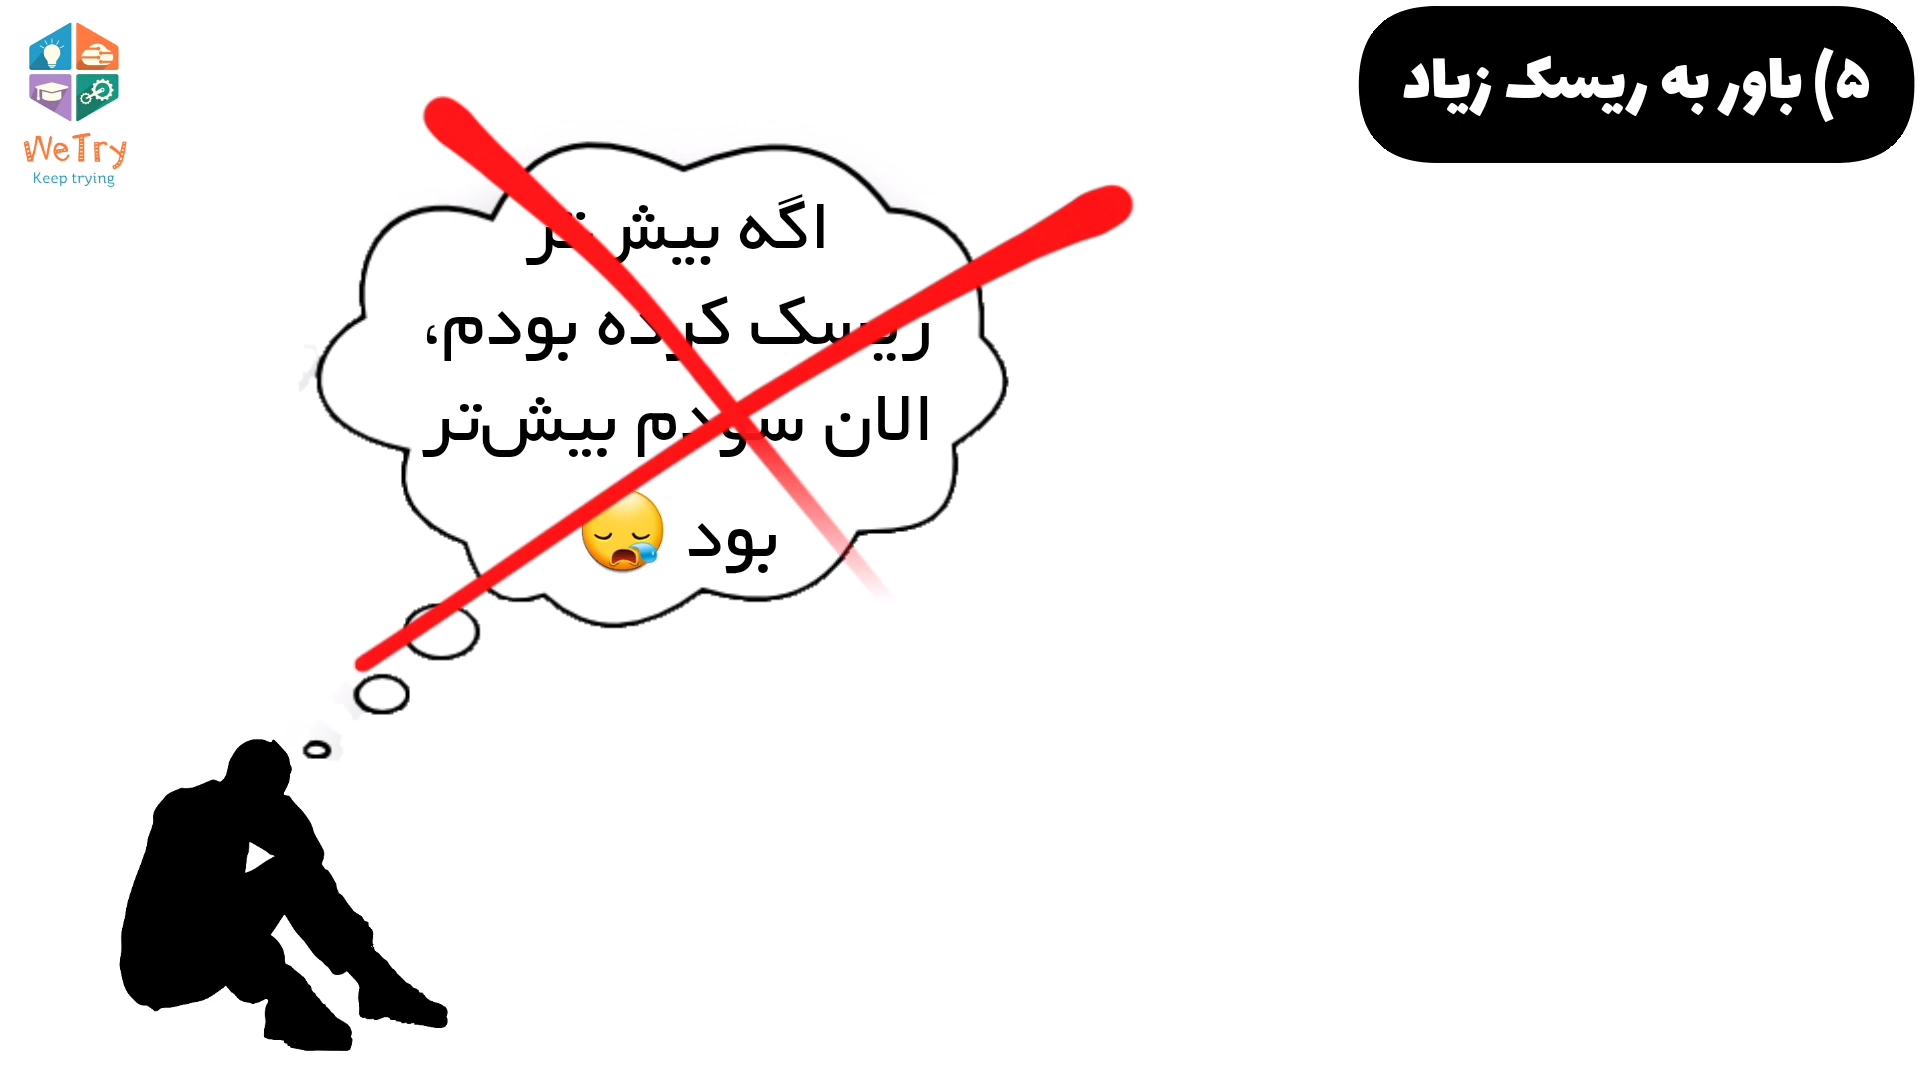 ۵) باور به ریسک زیاد
WeTry
Keep trying
اگه بیش‌تر
ریسک کرده بودم،
الان سودم بیش‌تر
بود 😪